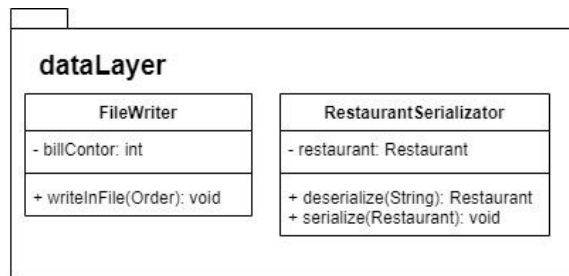 dataLayer
FileWriter
- billContor: int
+ writeInFile(Order): void
RestaurantSerializator
- restaurant: Restaurant
+ deserialize(String): Restaurant
+ serialize(Restaurant): void